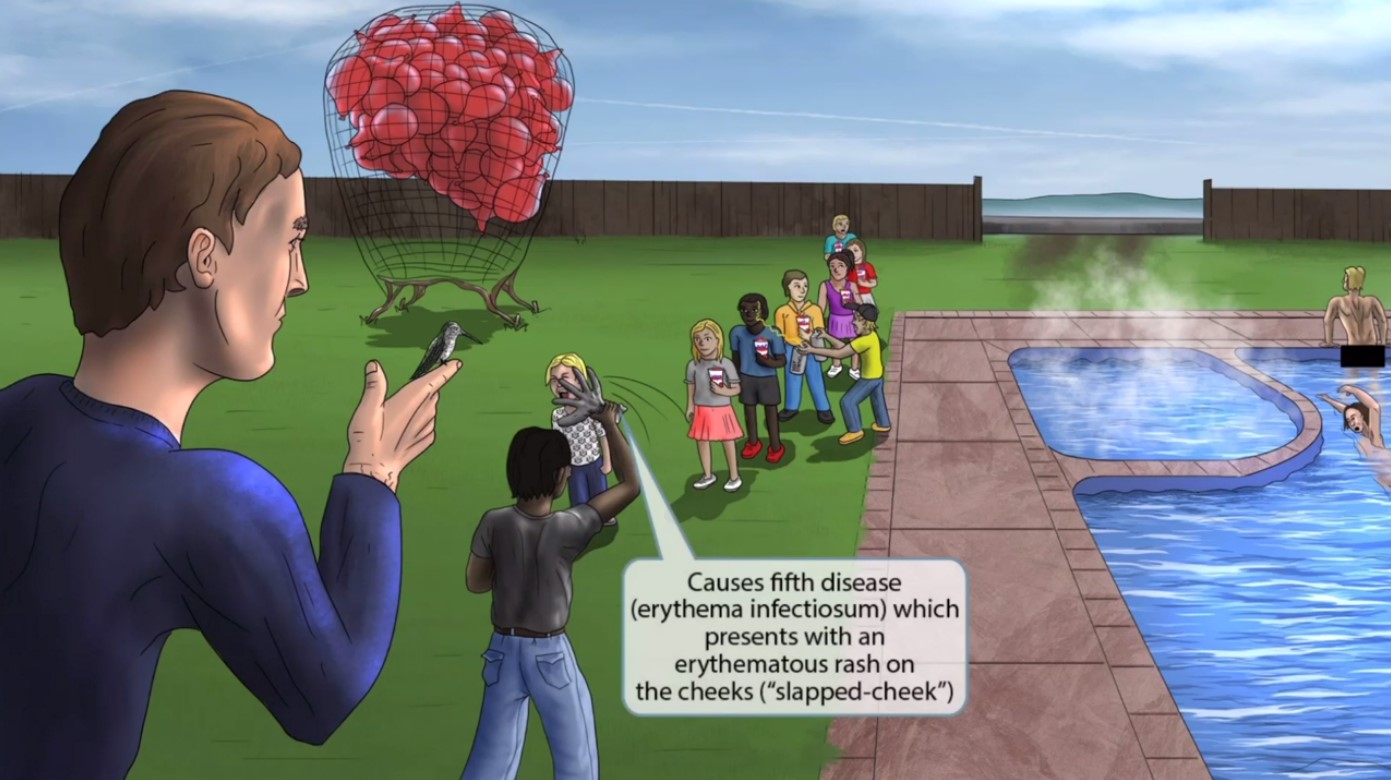 Causes fifth disease
(erythema infectiosum) which
presents with an
erythematous rash on
the cheeks (“slapped-cheek”)